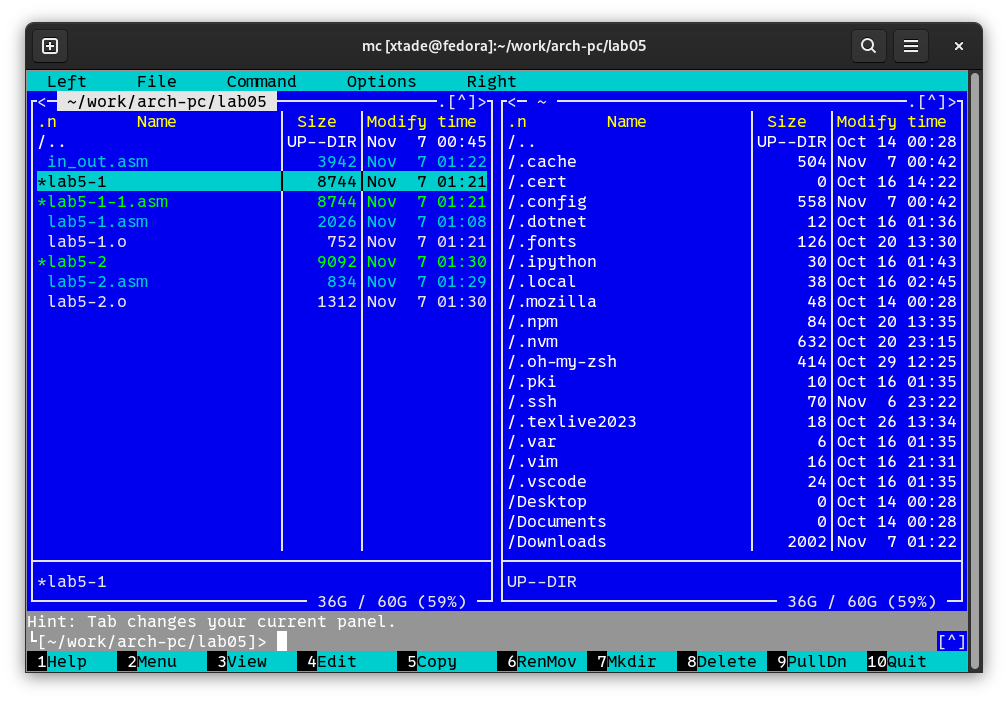 mc [xtade@fedora]:~/work/arch-pc/lab05
Left File Command Options Right
<─ ~/work/arch-pc/lab05 .[^]>
.n Name Size Modify time
/.. UP--DIR Nov 7 00:45
in_out.asm 3942 Nov 7 01:22
*lab5-1 8744 Nov 7 01:21
*lab5-1-1.asm 8744 Nov 7 01:21
lab5-1.asm 2026 Nov 7 01:08
lab5-1.o 752 Nov 7 01:21
*lab5-2 9092 Nov 7 01:30
lab5-2.asm 834 Nov 7 01:29
lab5-2.o 1312 Nov 7 01:30
*lab5-1
36G / 60G (59%)
<─ ~ .[^]>
.n Name Size Modify time
/.. UP--DIR Oct 14 00:28
/.cache 504 Nov 7 00:42
/.cert 0 Oct 16 14:22
/.config 558 Nov 7 00:42
/.dotnet 12 Oct 16 01:36
/.fonts 126 Oct 20 13:30
/.ipython 30 Oct 16 01:43
/.local 38 Oct 16 02:45
/.mozilla 48 Oct 14 00:28
/.npm 84 Oct 20 13:35
/.nvm 632 Oct 20 23:15
/.oh-my-zsh 414 Oct 29 12:25
/.pki 10 Oct 16 01:35
/.ssh 70 Nov 6 23:22
/.texlive2023 18 Oct 26 13:34
/.var 6 Oct 16 01:35
/.vim 16 Oct 16 21:31
/.vscode 24 Oct 16 01:35
/Desktop 0 Oct 14 00:28
/Documents 0 Oct 14 00:28
/Downloads 2002 Nov 7 01:22
UP--DIR
36G / 60G (59%)
Hint: Tab changes your current panel.
└[~/work/arch-pc/lab05]> [^]
1Help 2Menu 3View 4Edit 5Copy 6RenMov 7Mkdir 8Delete 9PullDn 10Quit